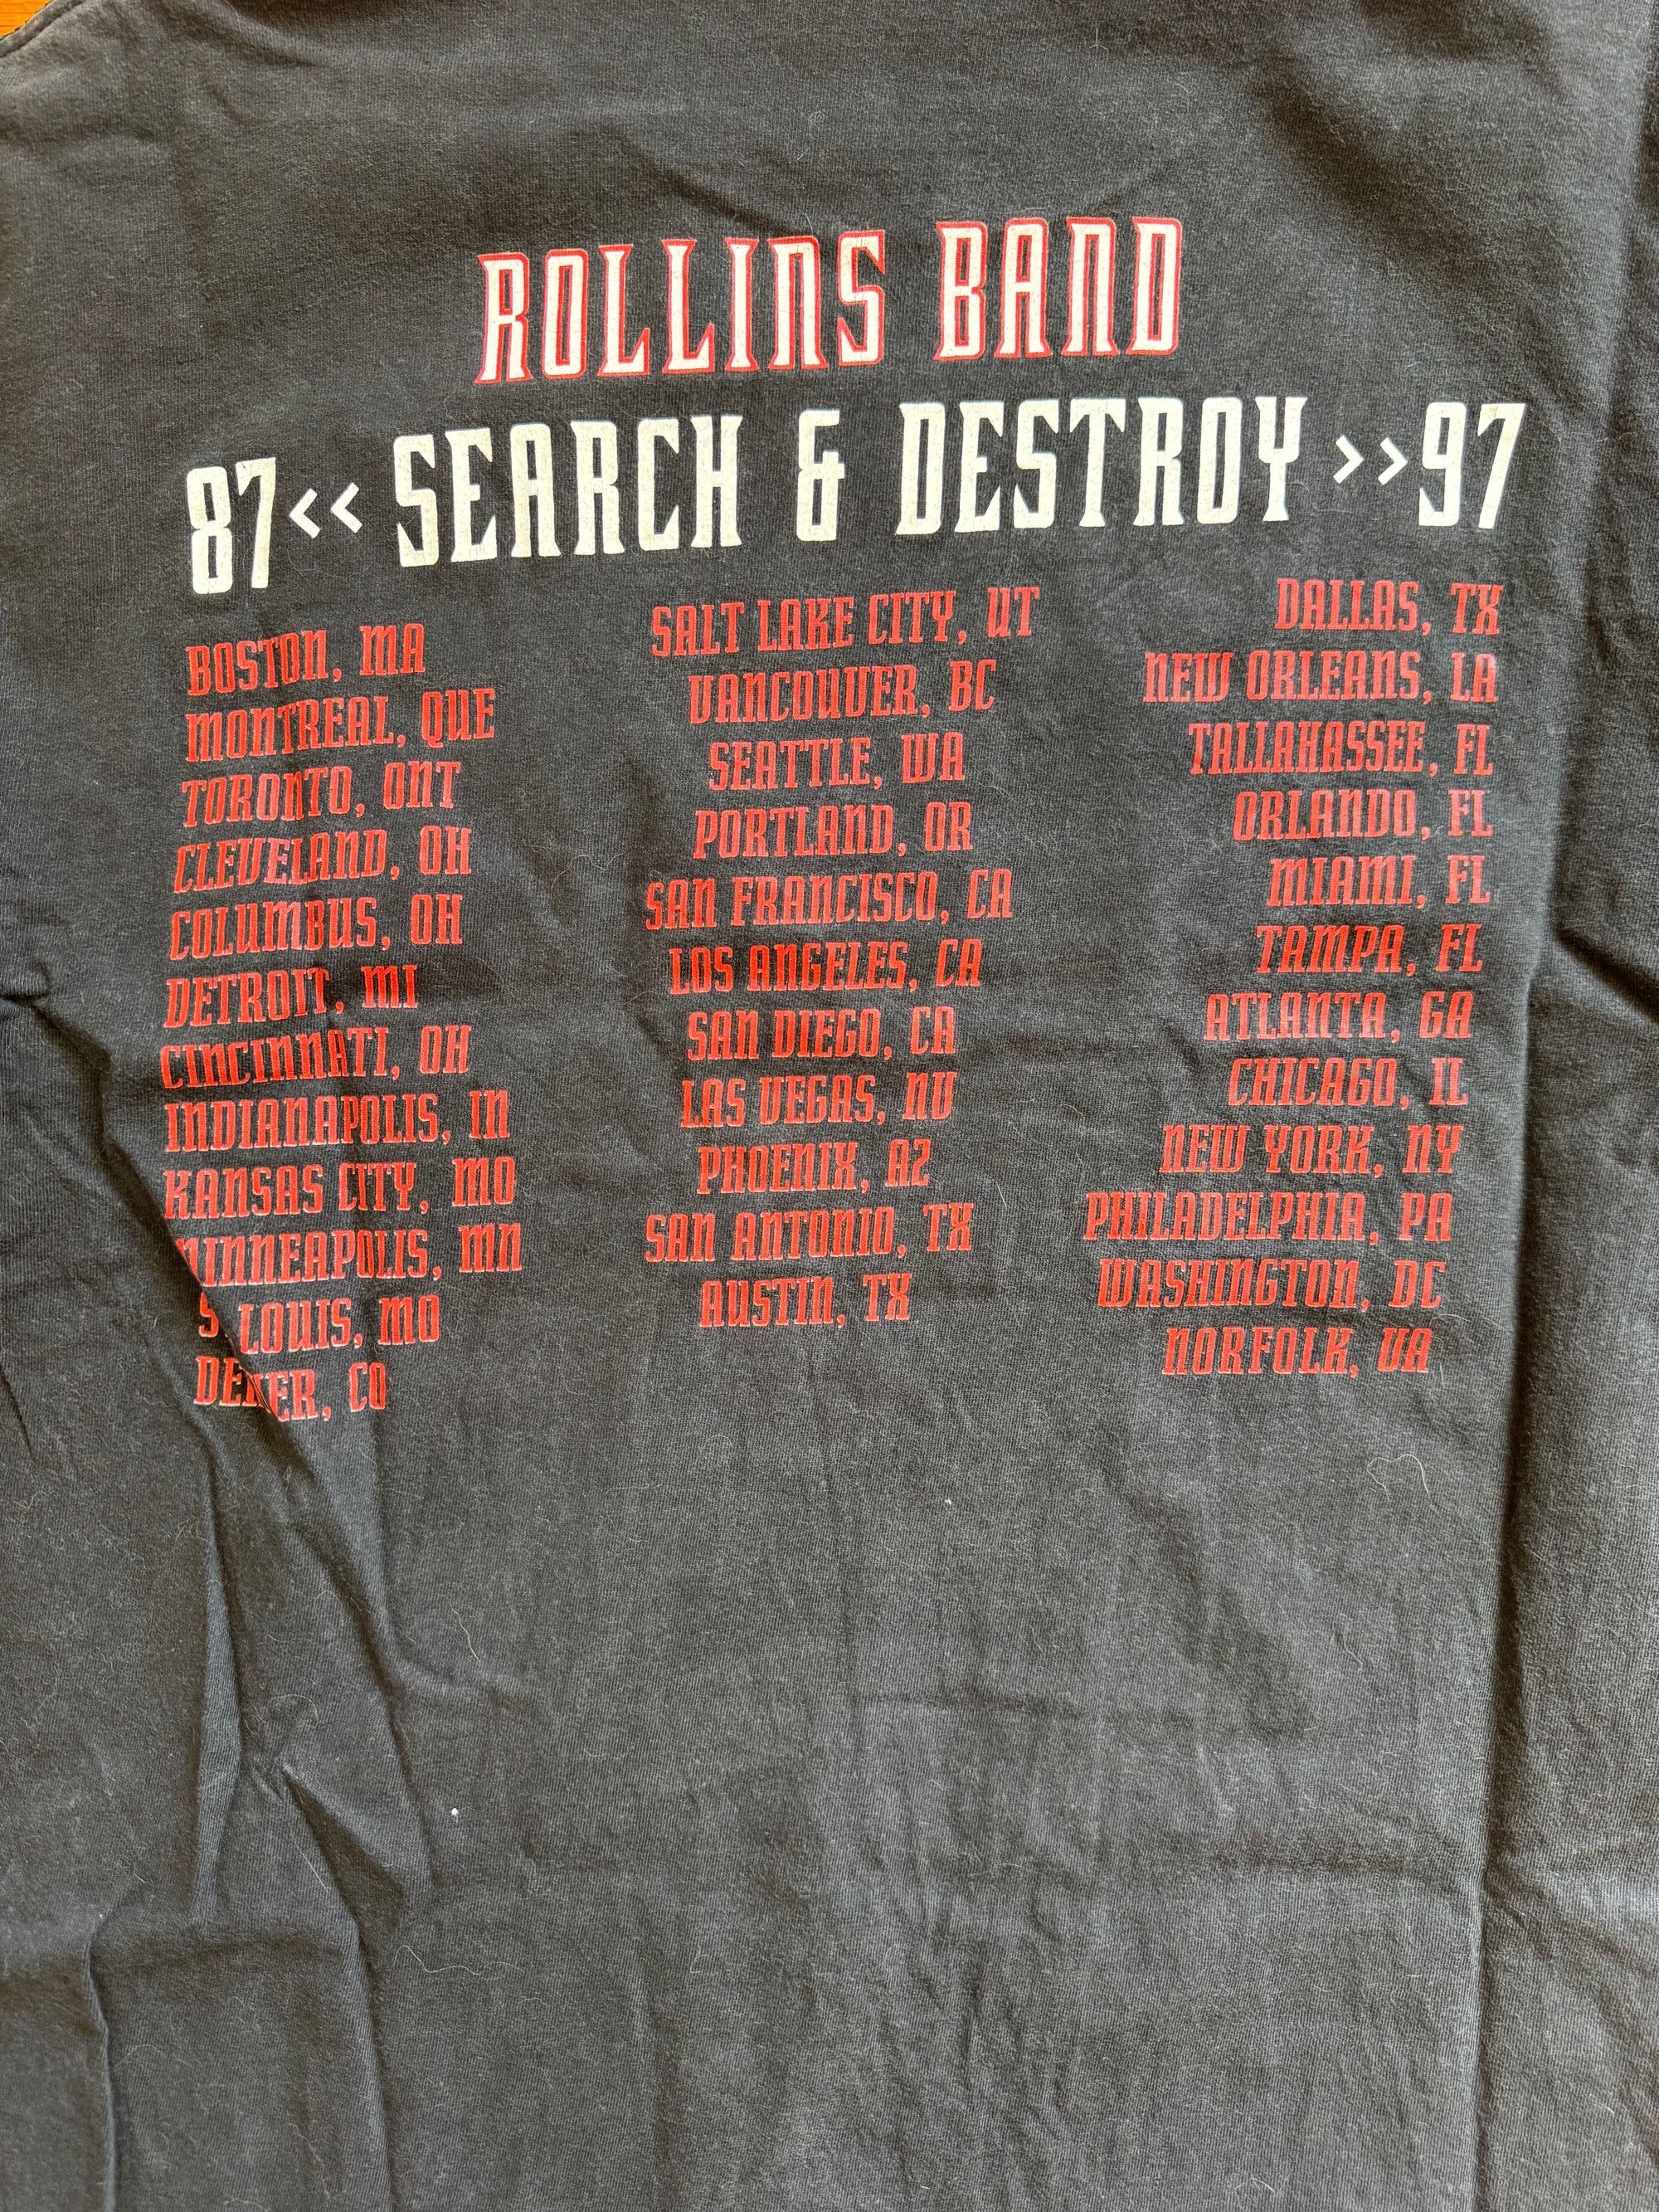 ROLLINS BAND
87<< SEARCH & DESTROY >>97
BOSTON, MA
MONTREAL, QUE
TORONTO, ONT
CLEVELAND, OH
COLUMBUS, OH
DETROIT, MI
CINCINNATI, OH
INDIANAPOLIS, IN
KANSAS CITY, MO
MINNEAPOLIS, MN
ST. LOUIS, MO
DENVER, CO
SALT LAKE CITY, UT
VANCOUVER, BC
SEATTLE, WA
PORTLAND, OR
SAN FRANCISCO, CA
LOS ANGELES, CA
SAN DIEGO, CA
LAS VEGAS, NV
PHOENIX, AZ
SAN ANTONIO, TX
AUSTIN, TX
DALLAS, TX
NEW ORLEANS, LA
TALLAHASSEE, FL
ORLANDO, FL
MIAMI, FL
TAMPA, FL
ATLANTA, GA
CHICAGO, IL
NEW YORK, NY
PHILADELPHIA, PA
WASHINGTON, DC
NORFOLK, VA